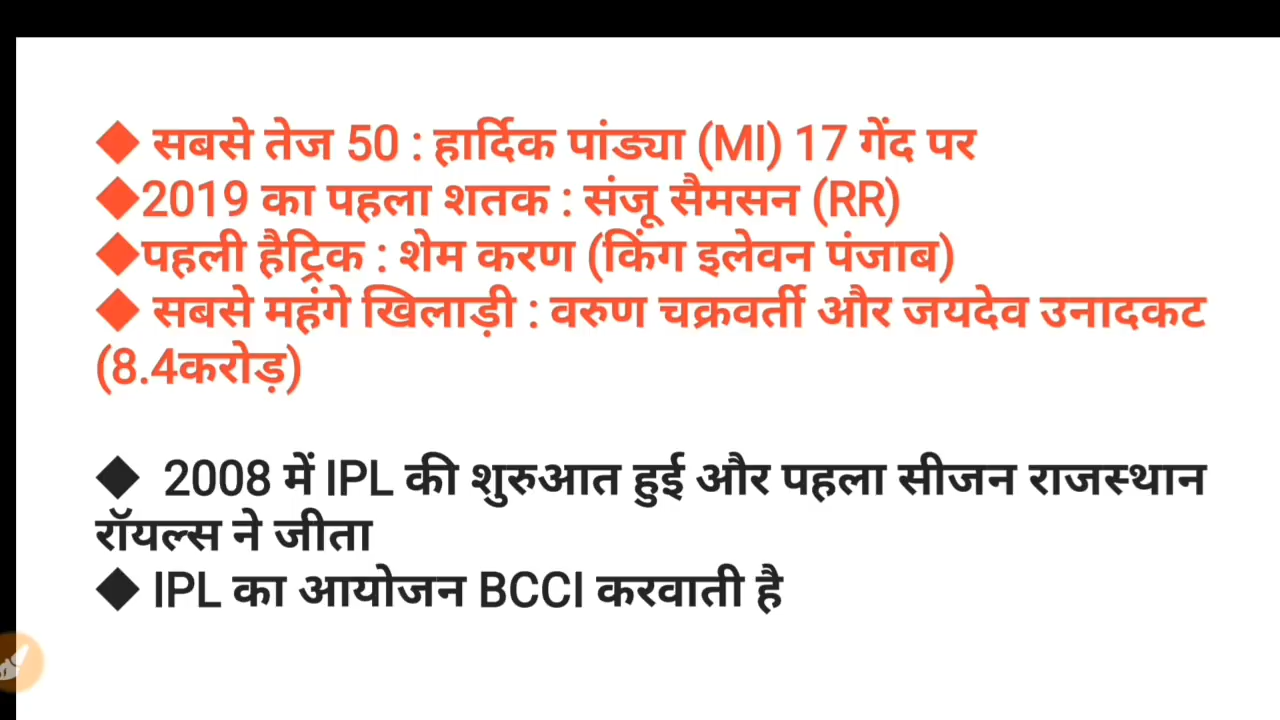 ◆ सबसे तेज 50 : हार्दिक पांड्या (MI) 17 गेंद पर
◆2019 का पहला शतक : संजू सैमसन (RR)
◆पहली हैट्रिक : शेम करण (किंग इलेवन पंजाब)
◆ सबसे महंगे खिलाड़ी : वरुण चक्रवर्ती और जयदेव उनादकट
(8.4करोड़)
◆ 2008 में IPL की शुरुआत हुई और पहला सीजन राजस्थान
रॉयल्स ने जीता
◆ IPL का आयोजन BCCI करवाती है